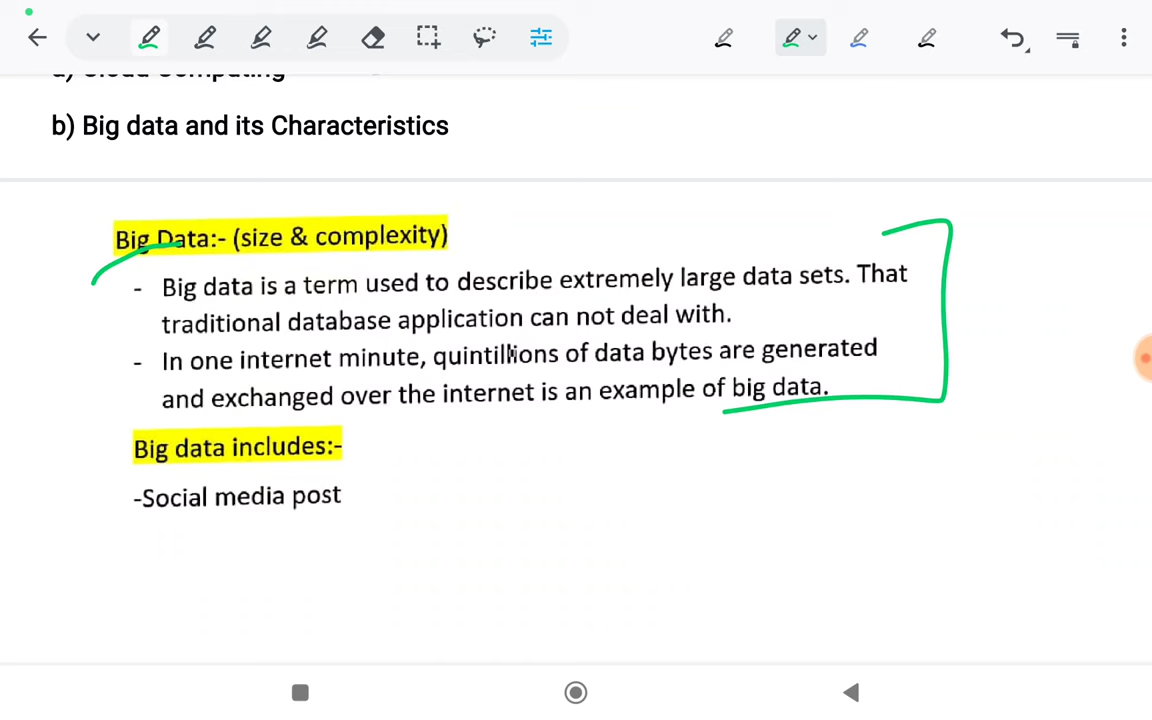 b) Big data and its Characteristics
Big Data:- (size & complexity)
- Big data is a term used to describe extremely large data sets. That
traditional database application can not deal with.
- In one internet minute, quintillions of data bytes are generated
and exchanged over the internet is an example of big data.
Big data includes:-
-Social media post